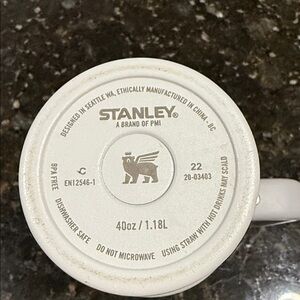 DESIGNED IN SEATTLE WA, ETHICALLY MANUFACTURED IN CHINA.
STANLEY®
A BRAND OF PMI
BPA FREE
EN12546-1
22
20-03403
40oz / 1.18L
DISHWASHER SAFE
DO NOT MICROWAVE
USING STRAW WITH HOT DRINKS MAY SCALD